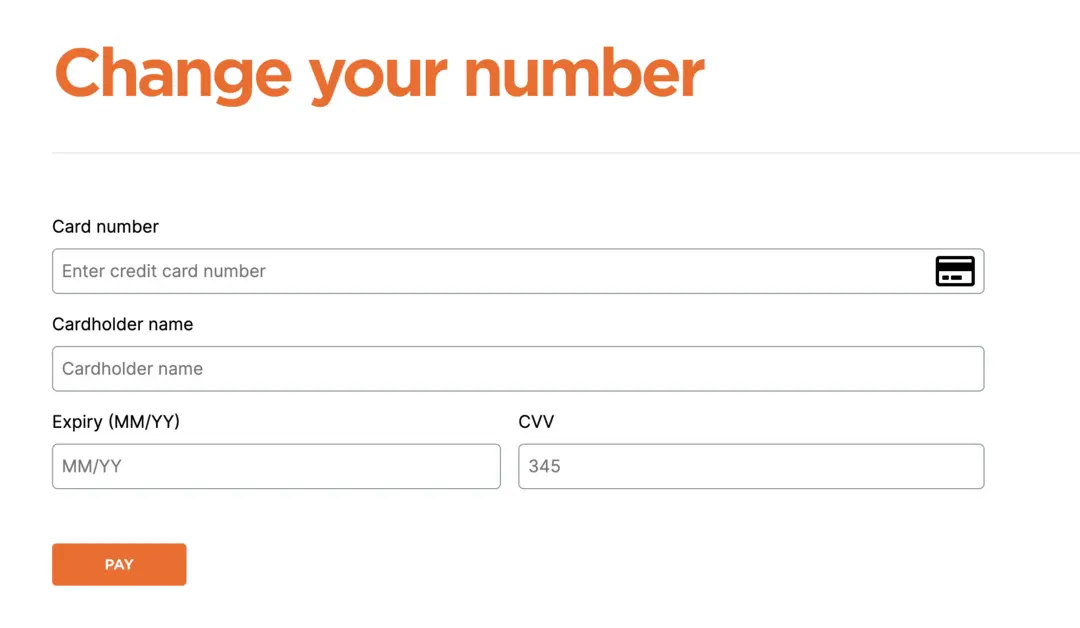 Change your number
Card number
Enter credit card number
Cardholder name
Cardholder name
Expiry (MM/YY) CVV
MM/YY 345
PAY